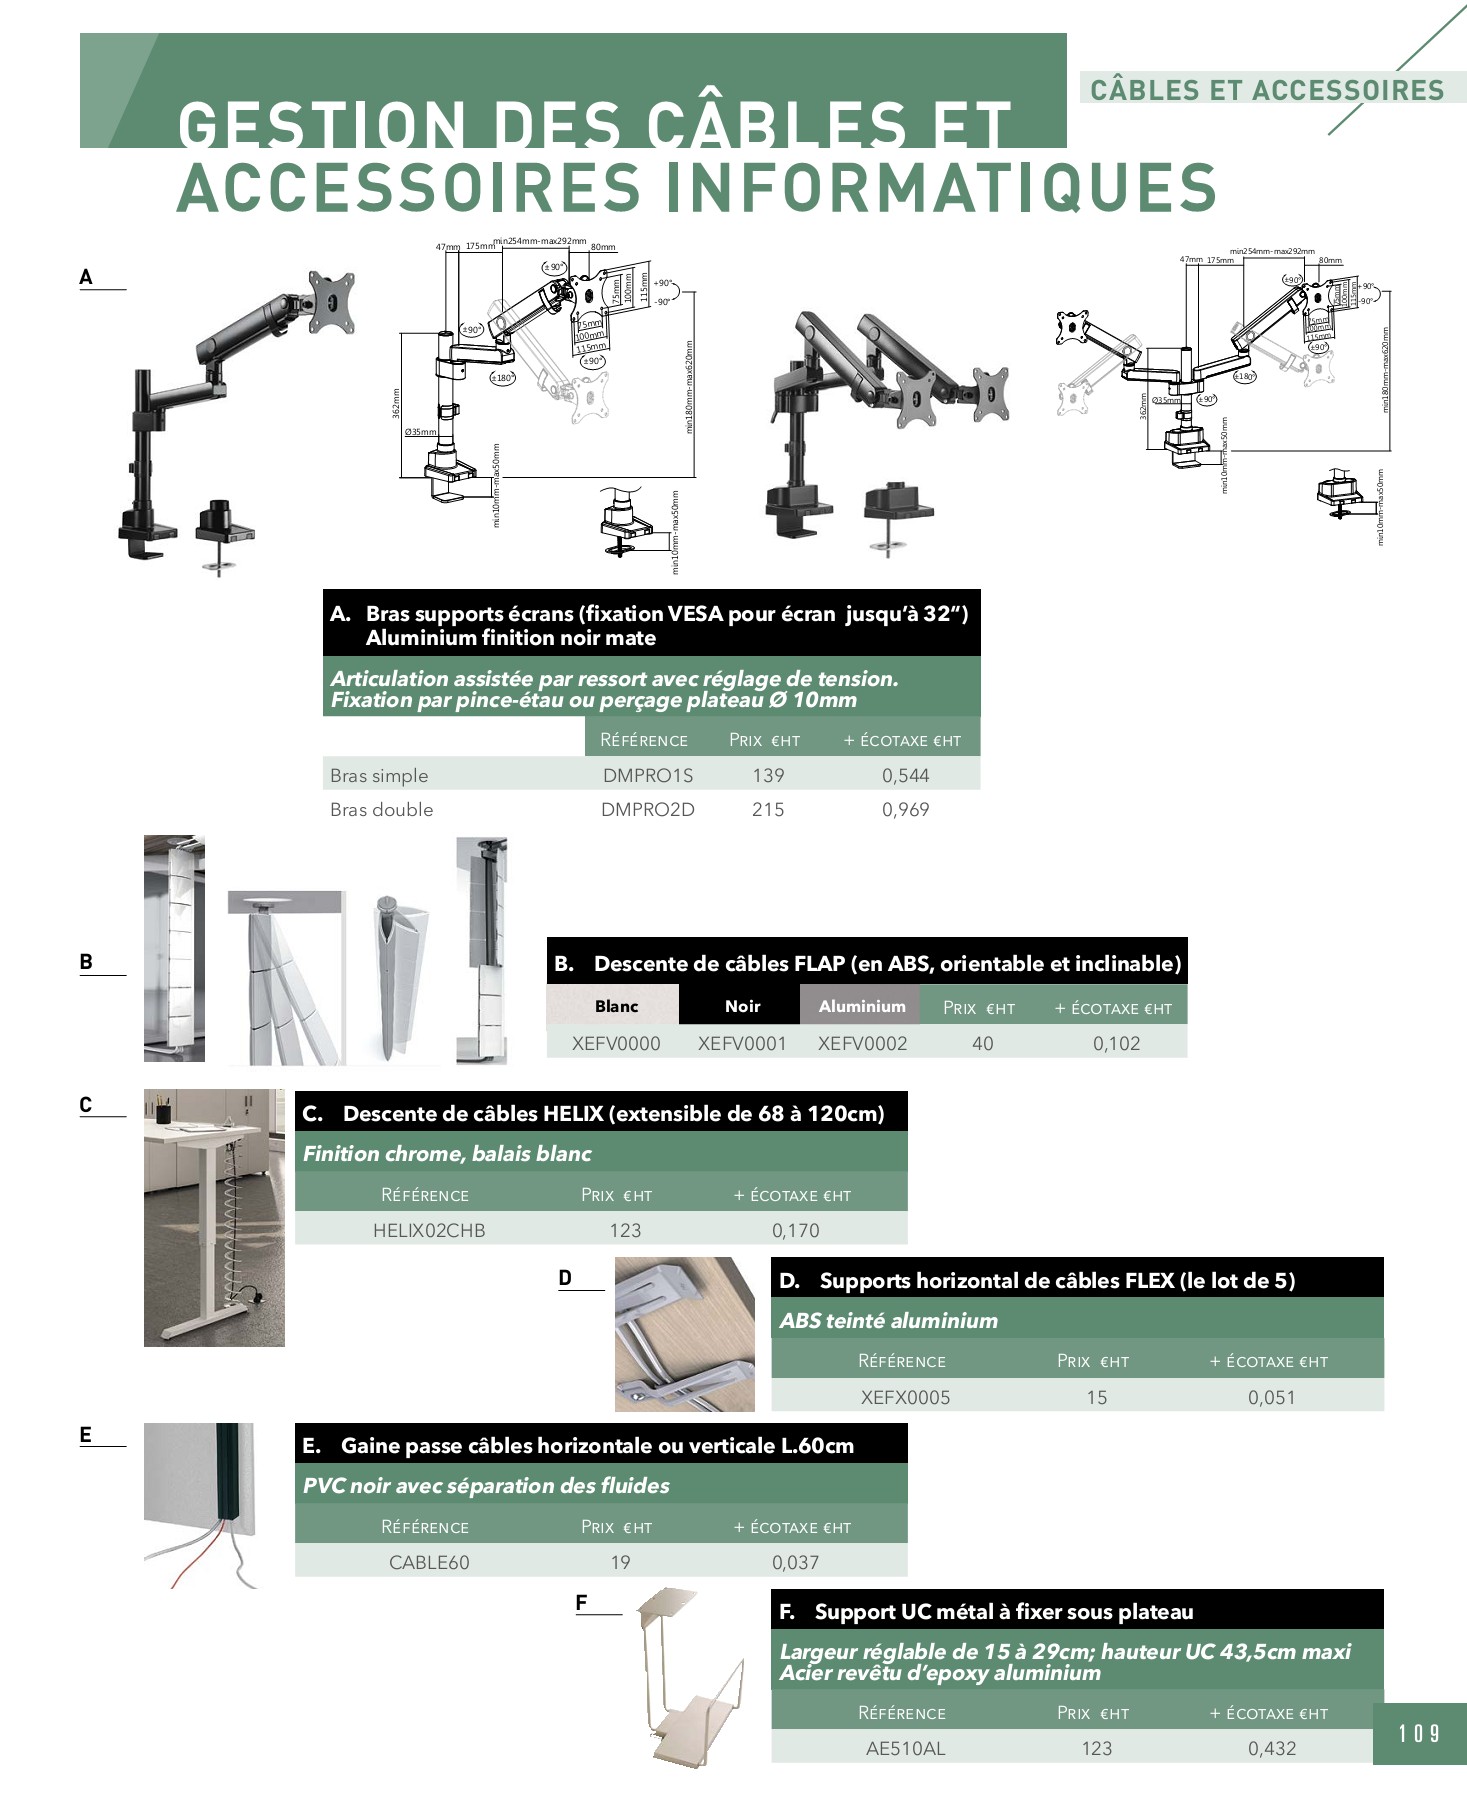 GESTION DES CÂBLES ET
ACCESSOIRES INFORMATIQUES
CÂBLES ET ACCESSOIRES
A
47mm 175mm min254mm-max292mm 80mm
±90°
75mm
100mm
115mm
+90°
-90°
±90°
75mm
100mm
115mm
±90°
±180°
362mm
Ø35mm
min180mm-max620mm
min10mm-max50mm
min10mm-max50mm
min254mm-max292mm
47mm 175mm 80mm
±90°
75mm
100mm
115mm
+90°
-90°
75mm
100mm
115mm
±90°
±180°
362mm
Ø35mm
±90°
min180mm-max620mm
min10mm-max50mm
min10mm-max50mm
A. Bras supports écrans (fixation VESA pour écran jusqu’à 32“)
Aluminium finition noir mate
Articulation assistée par ressort avec réglage de tension.
Fixation par pince-étau ou perçage plateau Ø 10mm
RÉFÉRENCE PRIX €HT + ÉCOTAXE €HT
Bras simple DMPRO1S 139 0,544
Bras double DMPRO2D 215 0,969
B
B. Descente de câbles FLAP (en ABS, orientable et inclinable)
Blanc Noir Aluminium PRIX €HT + ÉCOTAXE €HT
XEFV0000 XEFV0001 XEFV0002 40 0,102
C
C. Descente de câbles HELIX (extensible de 68 à 120cm)
Finition chrome, balais blanc
RÉFÉRENCE PRIX €HT + ÉCOTAXE €HT
HELIX02CHB 123 0,170
D
D. Supports horizontal de câbles FLEX (le lot de 5)
ABS teinté aluminium
RÉFÉRENCE PRIX €HT + ÉCOTAXE €HT
XEFX0005 15 0,051
E
E. Gaine passe câbles horizontale ou verticale L.60cm
PVC noir avec séparation des fluides
RÉFÉRENCE PRIX €HT + ÉCOTAXE €HT
CABLE60 19 0,037
F
F. Support UC métal à fixer sous plateau
Largeur réglable de 15 à 29cm; hauteur UC 43,5cm maxi
Acier revêtu d’epoxy aluminium
RÉFÉRENCE PRIX €HT + ÉCOTAXE €HT
AE510AL 123 0,432
109